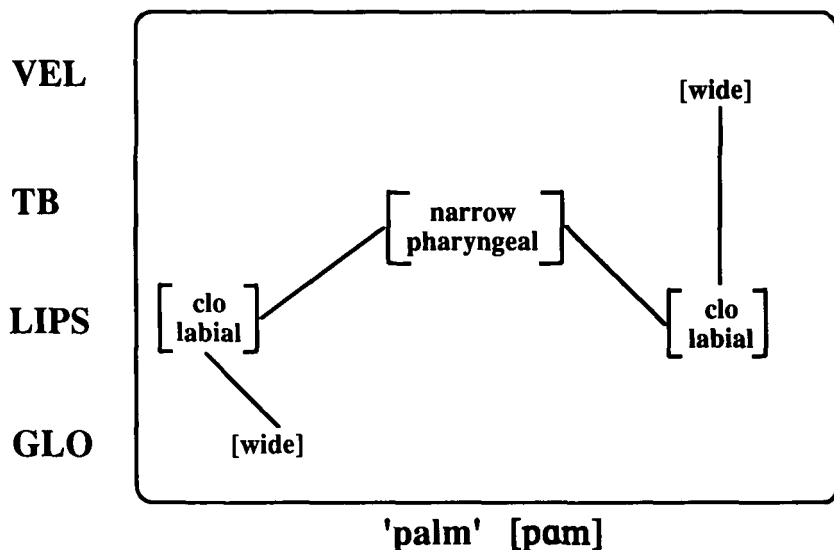 VEL
[wide]
TB
narrow
pharyngeal
LIPS
clo
labial
clo
labial
GLO
[wide]
'palm' [pɑm]